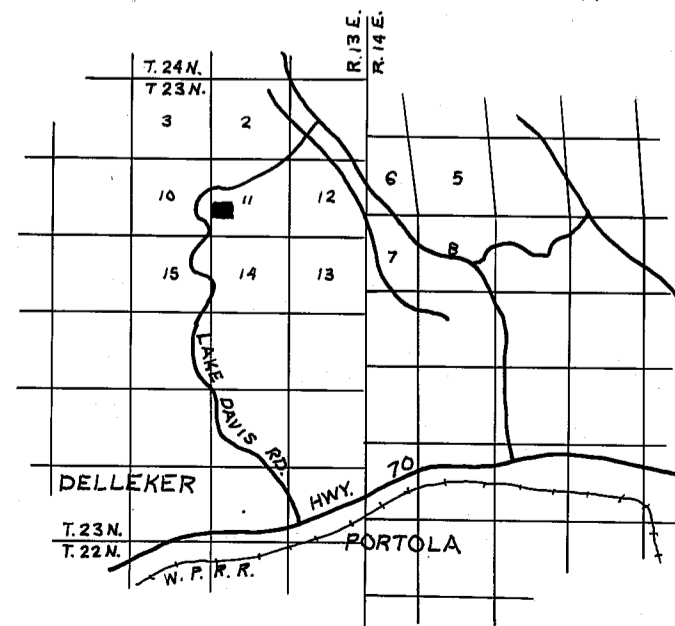 R.13 E.
R. 14 E.
T. 24 N.
T 23 N.
3 2
6 5
10 11 12
7 8
15 14 13
LAKE DAVIS RD.
DELLEKER
HWY. 70
T. 23 N.
T. 22 N.
PORTOLA
W. P. R. R.